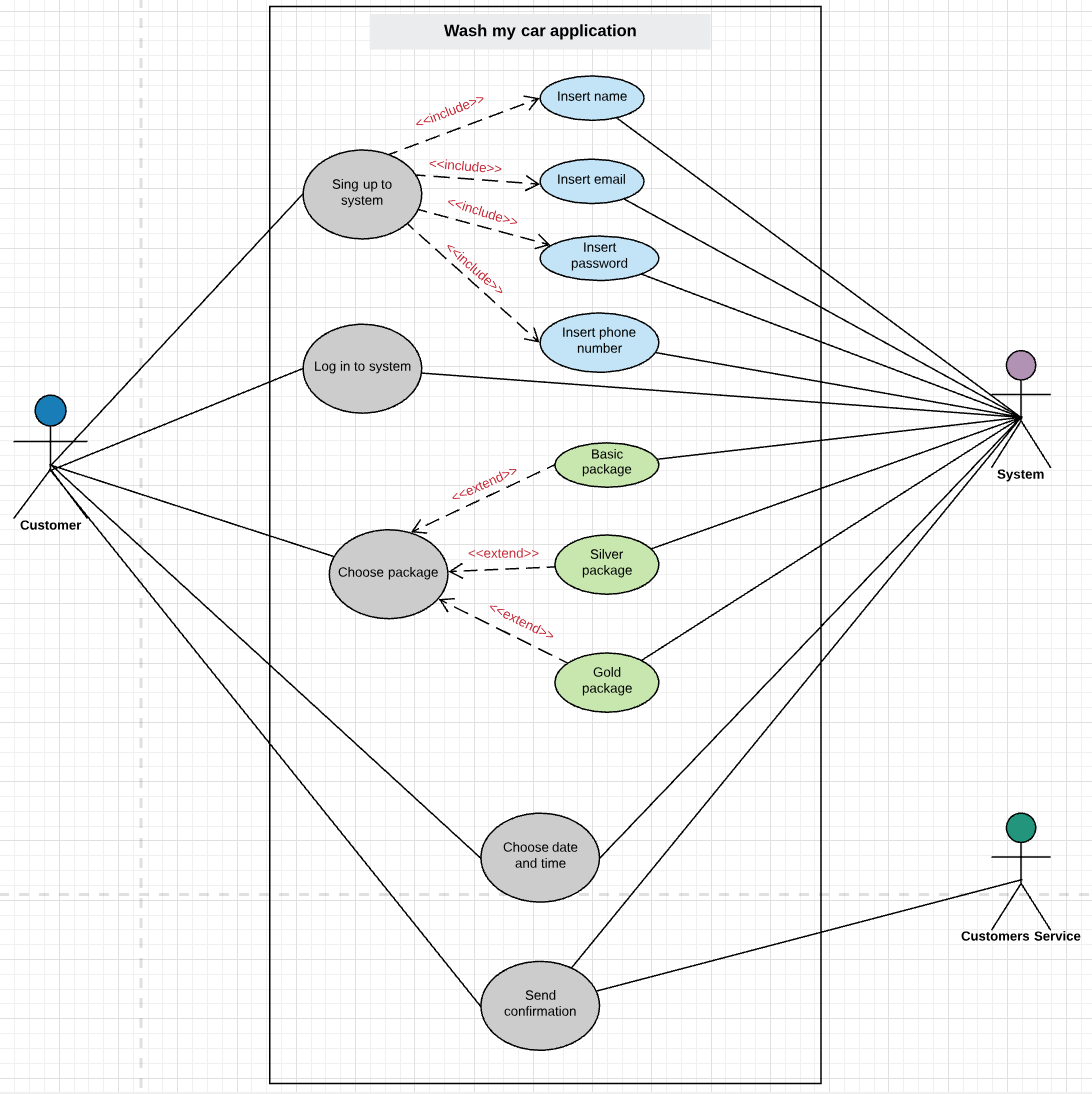 Wash my car application
<<include>>
Insert name
<<include>>
Insert email
Sing up to
system
<<include>>
Insert
password
<<include>>
Insert phone
number
Log in to system
Customer
System
Basic
package
<<extend>>
Choose package
<<extend>>
Silver
package
<<extend>>
Gold
package
Choose date
and time
Customers Service
Send
confirmation